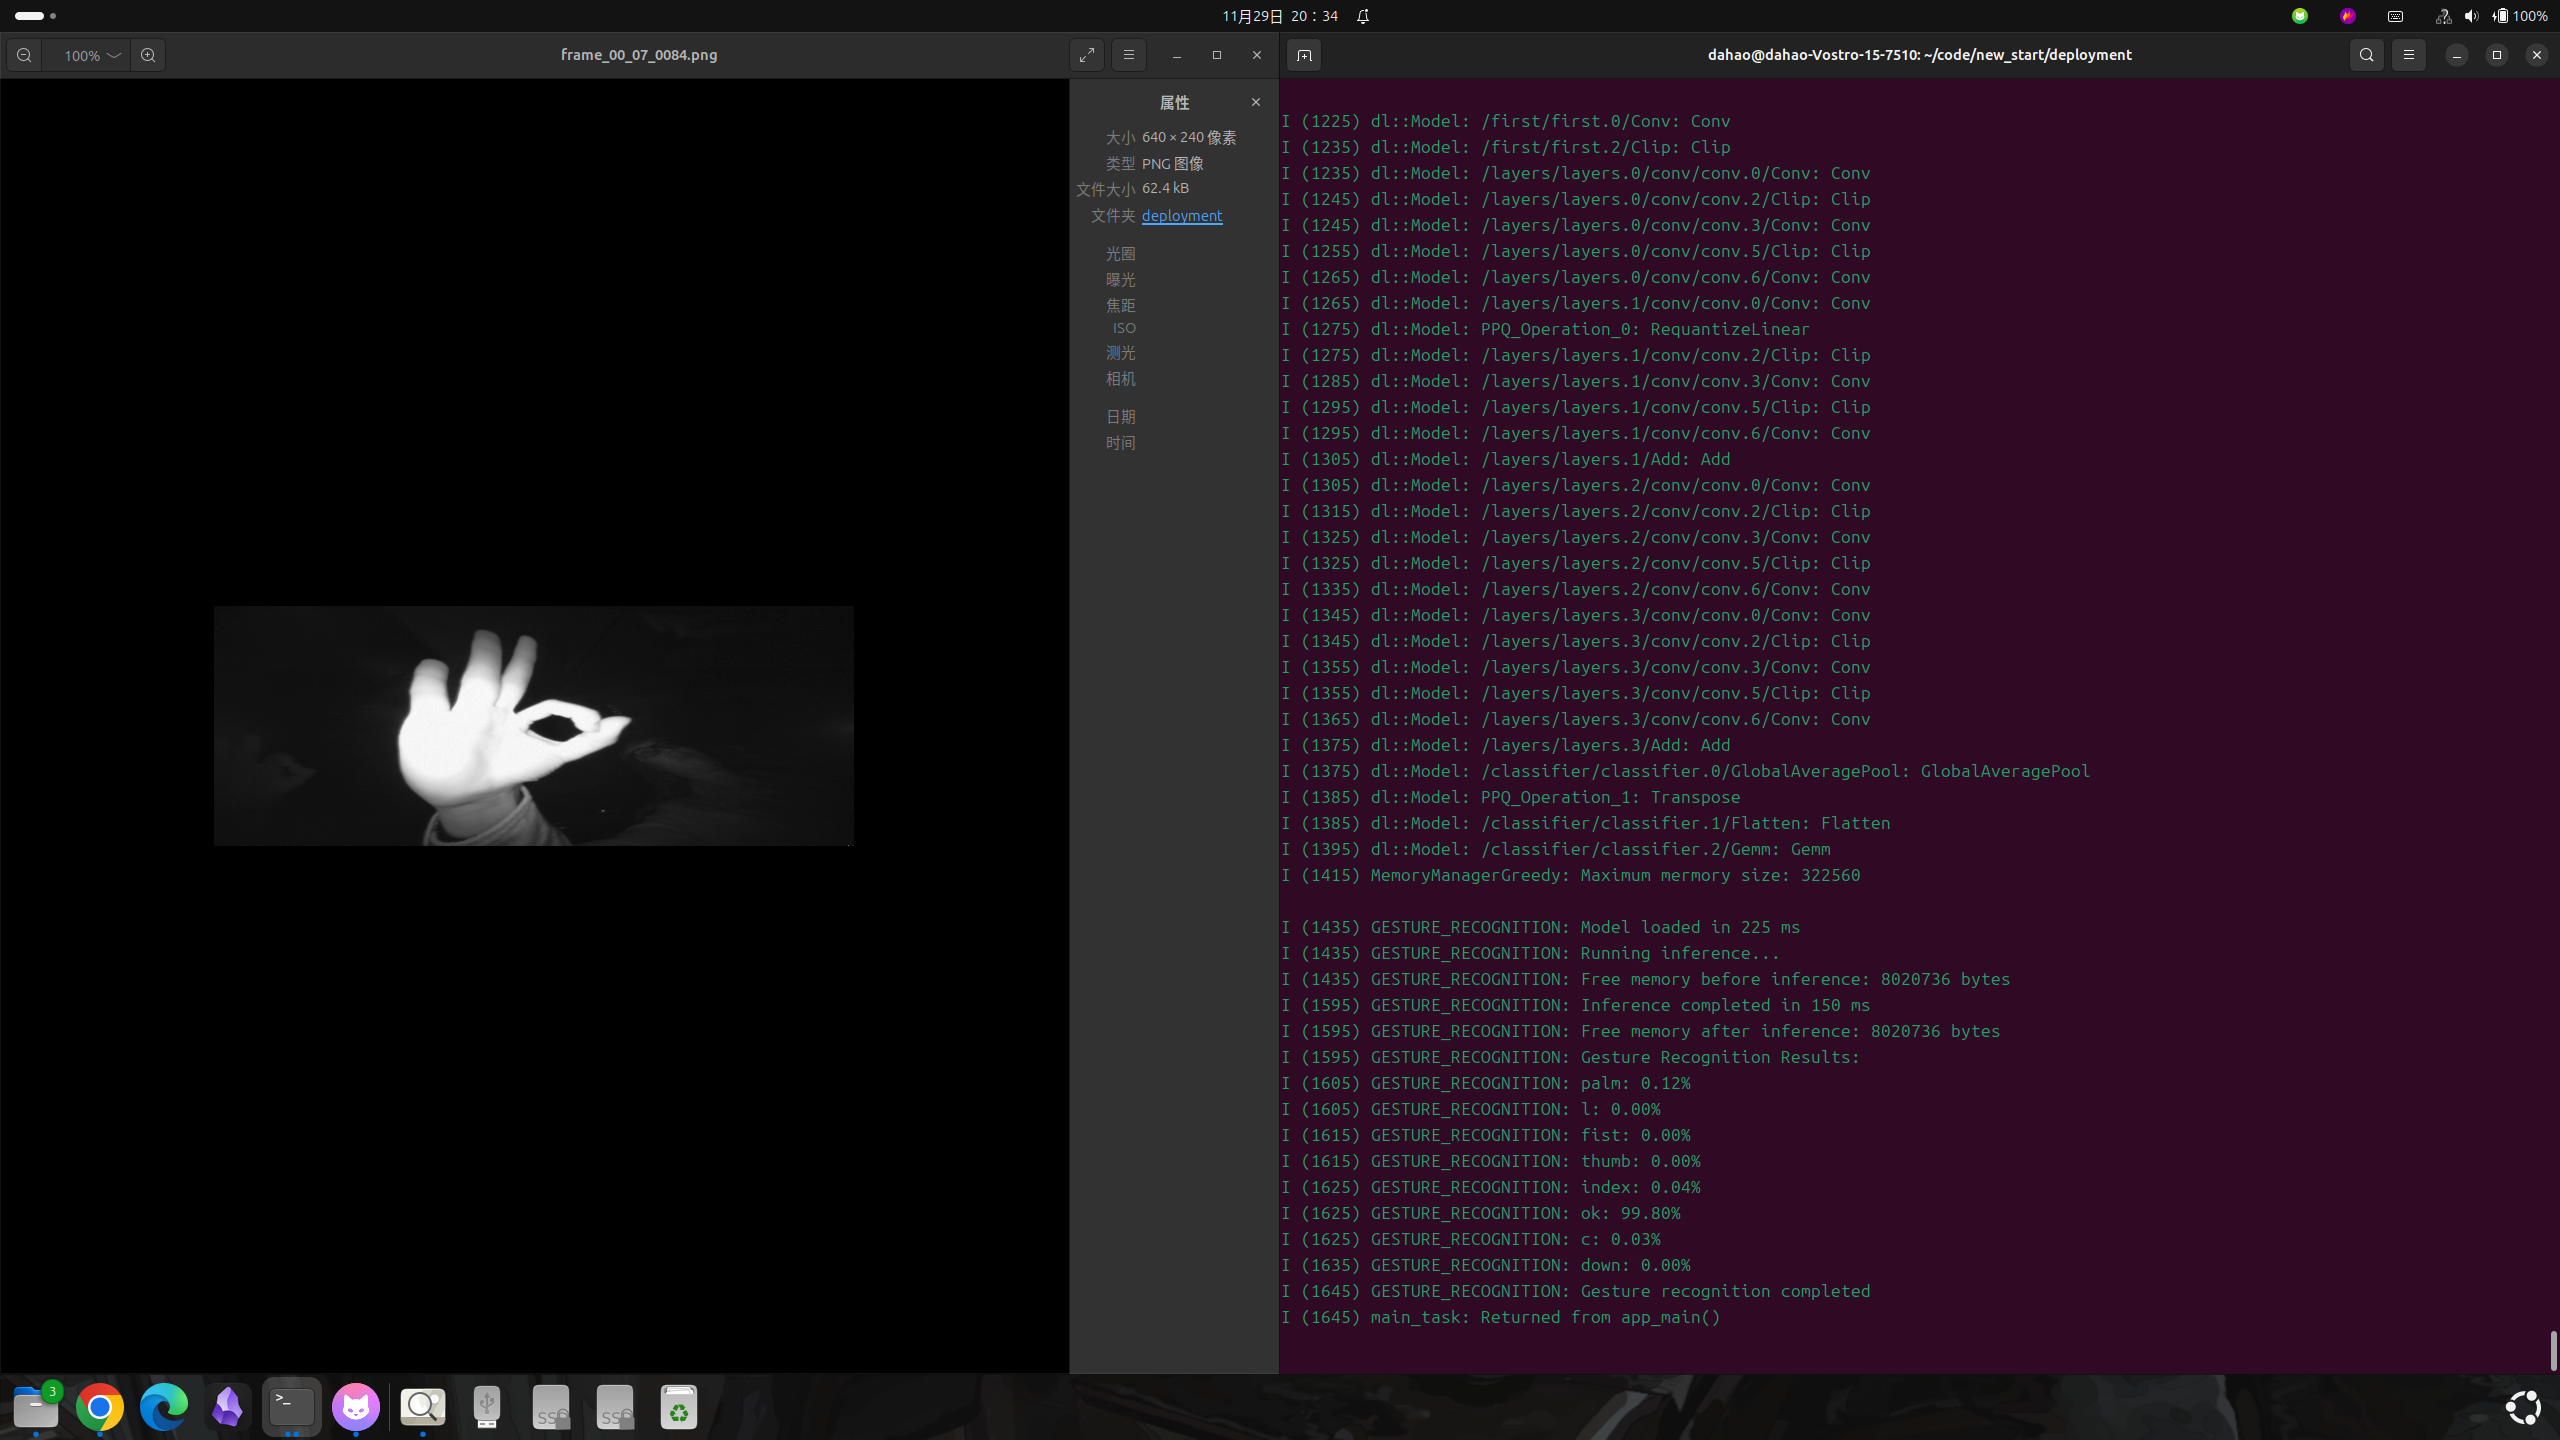 11月29日 20：34
100%
100%
frame_00_07_0084.png
dahao@dahao-Vostro-15-7510: ~/code/new_start/deployment
属性
大小 640 × 240 像素
类型 PNG 图像
文件大小 62.4 kB
文件夹 deployment
光圈
曝光
焦距
ISO
测光
相机
日期
时间
I (1225) dl::Model: /first/first.0/Conv: Conv
I (1235) dl::Model: /first/first.2/Clip: Clip
I (1235) dl::Model: /layers/layers.0/conv/conv.0/Conv: Conv
I (1245) dl::Model: /layers/layers.0/conv/conv.2/Clip: Clip
I (1245) dl::Model: /layers/layers.0/conv/conv.3/Conv: Conv
I (1255) dl::Model: /layers/layers.0/conv/conv.5/Clip: Clip
I (1265) dl::Model: /layers/layers.0/conv/conv.6/Conv: Conv
I (1265) dl::Model: /layers/layers.1/conv/conv.0/Conv: Conv
I (1275) dl::Model: PPQ_Operation_0: RequantizeLinear
I (1275) dl::Model: /layers/layers.1/conv/conv.2/Clip: Clip
I (1285) dl::Model: /layers/layers.1/conv/conv.3/Conv: Conv
I (1295) dl::Model: /layers/layers.1/conv/conv.5/Clip: Clip
I (1295) dl::Model: /layers/layers.1/conv/conv.6/Conv: Conv
I (1305) dl::Model: /layers/layers.1/Add: Add
I (1305) dl::Model: /layers/layers.2/conv/conv.0/Conv: Conv
I (1315) dl::Model: /layers/layers.2/conv/conv.2/Clip: Clip
I (1325) dl::Model: /layers/layers.2/conv/conv.3/Conv: Conv
I (1325) dl::Model: /layers/layers.2/conv/conv.5/Clip: Clip
I (1335) dl::Model: /layers/layers.2/conv/conv.6/Conv: Conv
I (1345) dl::Model: /layers/layers.3/conv/conv.0/Conv: Conv
I (1345) dl::Model: /layers/layers.3/conv/conv.2/Clip: Clip
I (1355) dl::Model: /layers/layers.3/conv/conv.3/Conv: Conv
I (1355) dl::Model: /layers/layers.3/conv/conv.5/Clip: Clip
I (1365) dl::Model: /layers/layers.3/conv/conv.6/Conv: Conv
I (1375) dl::Model: /layers/layers.3/Add: Add
I (1375) dl::Model: /classifier/classifier.0/GlobalAveragePool: GlobalAveragePool
I (1385) dl::Model: PPQ_Operation_1: Transpose
I (1385) dl::Model: /classifier/classifier.1/Flatten: Flatten
I (1395) dl::Model: /classifier/classifier.2/Gemm: Gemm
I (1415) MemoryManagerGreedy: Maximum mermory size: 322560
I (1435) GESTURE_RECOGNITION: Model loaded in 225 ms
I (1435) GESTURE_RECOGNITION: Running inference...
I (1435) GESTURE_RECOGNITION: Free memory before inference: 8020736 bytes
I (1595) GESTURE_RECOGNITION: Inference completed in 150 ms
I (1595) GESTURE_RECOGNITION: Free memory after inference: 8020736 bytes
I (1595) GESTURE_RECOGNITION: Gesture Recognition Results:
I (1605) GESTURE_RECOGNITION: palm: 0.12%
I (1605) GESTURE_RECOGNITION: l: 0.00%
I (1615) GESTURE_RECOGNITION: fist: 0.00%
I (1615) GESTURE_RECOGNITION: thumb: 0.00%
I (1625) GESTURE_RECOGNITION: index: 0.04%
I (1625) GESTURE_RECOGNITION: ok: 99.80%
I (1625) GESTURE_RECOGNITION: c: 0.03%
I (1635) GESTURE_RECOGNITION: down: 0.00%
I (1645) GESTURE_RECOGNITION: Gesture recognition completed
I (1645) main_task: Returned from app_main()
3
>_